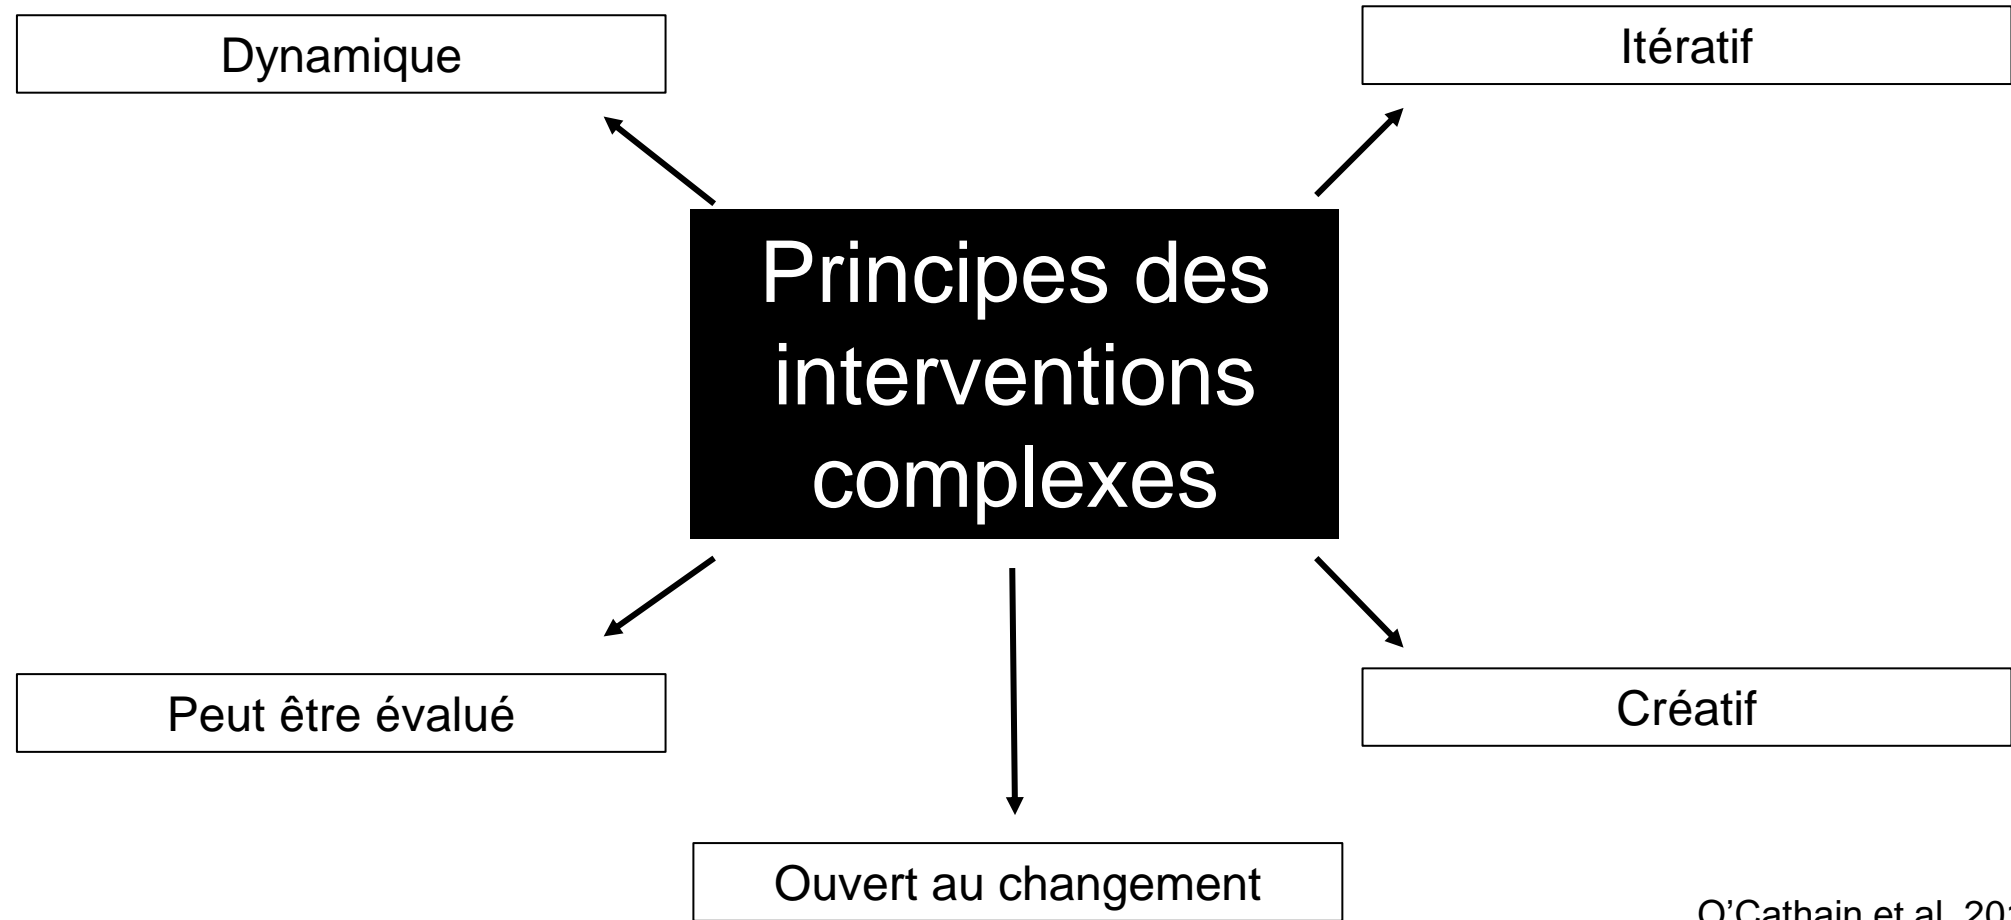 Dynamique
Itératif
Principes des
interventions
complexes
Peut être évalué
Créatif
Ouvert au changement
O'Cathain et al.